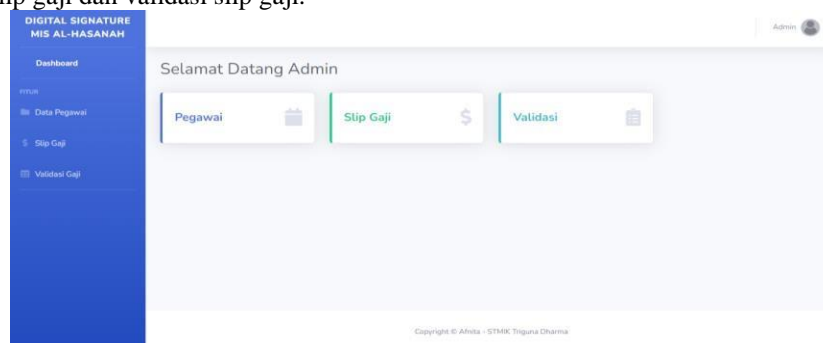 slip gaji dan validasi slip gaji.
DIGITAL SIGNATURE
MIS AL-HASANAH
Admin
Dashboard
Selamat Datang Admin
FITUR
Data Pegawai
$ Slip Gaji
Validasi Gaji
Pegawai
Slip Gaji
$
Validasi
Copyright © Afnita - STMIK Triguna Dharma